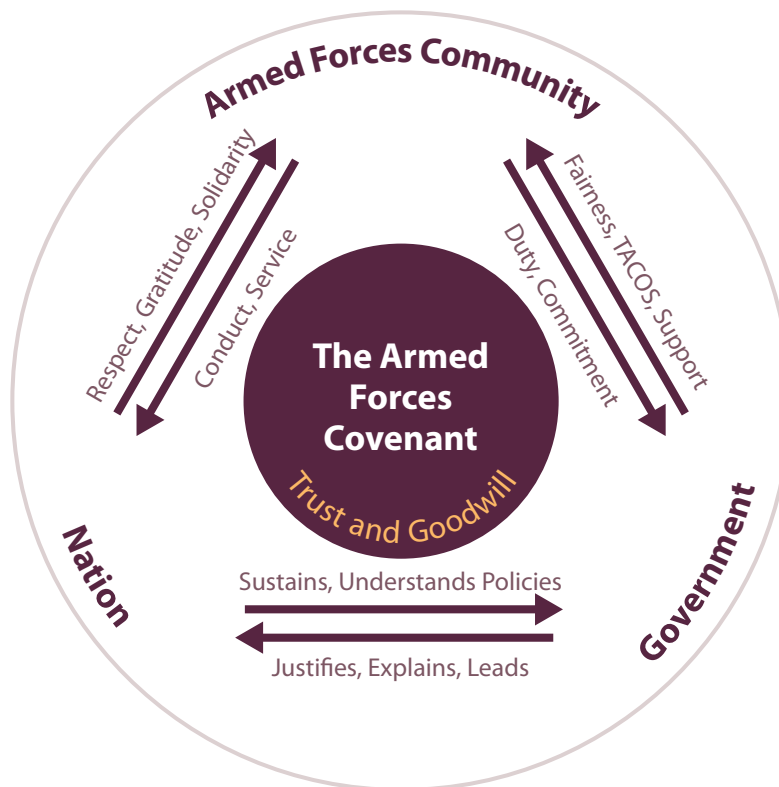 Armed Forces Community
Respect, Gratitude, Solidarity
Conduct, Service
Duty, Commitment
Fairness, TACOS, Support
The Armed
Forces
Covenant
Trust and Goodwill
Nation
Government
Sustains, Understands Policies
Justifies, Explains, Leads